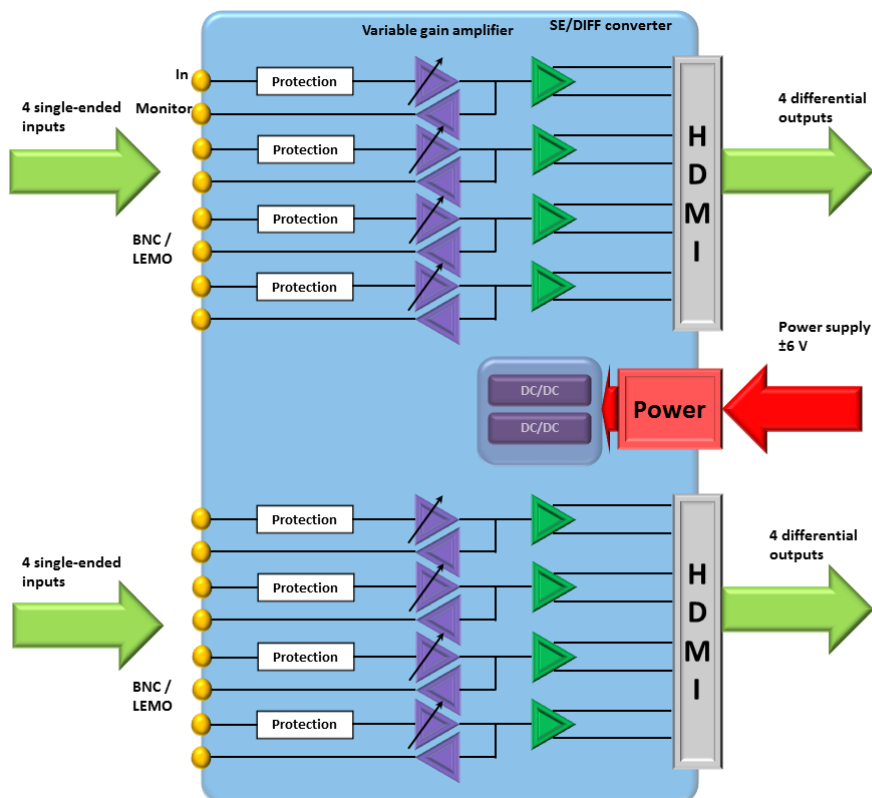 Variable gain amplifier
SE/DIFF converter
In
Protection
Monitor
4 single-ended
inputs
Protection
Protection
BNC /
LEMO
Protection
H
D
M
I
4 differential
outputs
Power supply
±6 V
DC/DC
DC/DC
Power
Protection
4 single-ended
inputs
Protection
Protection
BNC /
LEMO
Protection
H
D
M
I
4 differential
outputs